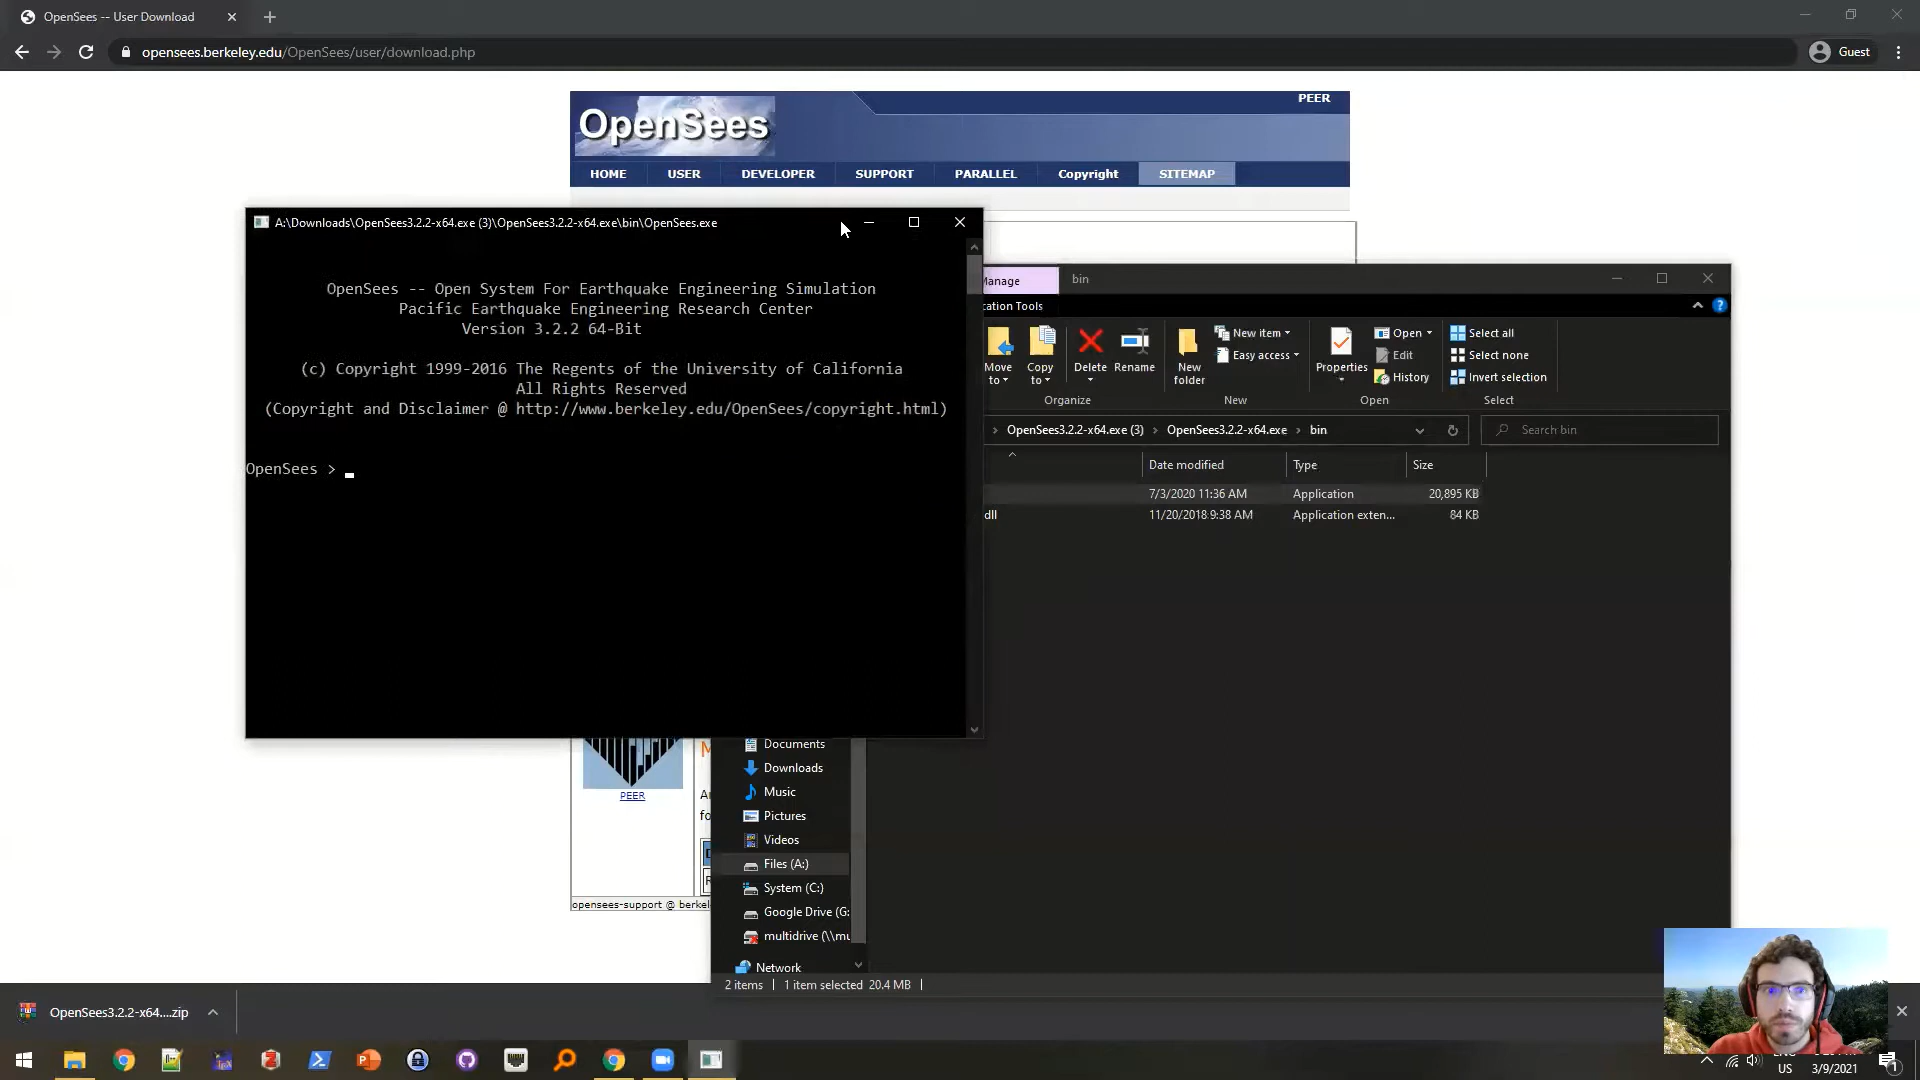 OpenSees -- User Download
opensees.berkeley.edu/OpenSees/user/download.php
Guest
PEER
OpenSees
HOME USER DEVELOPER SUPPORT PARALLEL Copyright SITEMAP
A:\Downloads\OpenSees3.2.2-x64.exe (3)\OpenSees3.2.2-x64.exe\bin\OpenSees.exe
OpenSees -- Open System For Earthquake Engineering Simulation
Pacific Earthquake Engineering Research Center
Version 3.2.2 64-Bit
(c) Copyright 1999-2016 The Regents of the University of California
All Rights Reserved
(Copyright and Disclaimer @ http://www.berkeley.edu/OpenSees/copyright.html)
OpenSees >
Manage bin
cation Tools
Move to
Copy to
Delete
Rename
New folder
New item
Easy access
Properties
Open
Edit
History
Select all
Select none
Invert selection
Organize New Open Select
OpenSees3.2.2-x64.exe (3) > OpenSees3.2.2-x64.exe > bin
Search bin
Date modified Type Size
7/3/2020 11:36 AM Application 20,895 KB
dll 11/20/2018 9:38 AM Application exten... 84 KB
Documents
Downloads
Music
Pictures
Videos
Files (A:)
System (C:)
Google Drive (G:
multidrive (\\mu
Network
2 items 1 item selected 20.4 MB
PEER
opensees-support @ berkel
OpenSees3.2.2-x64....zip
US 3/9/2021
1